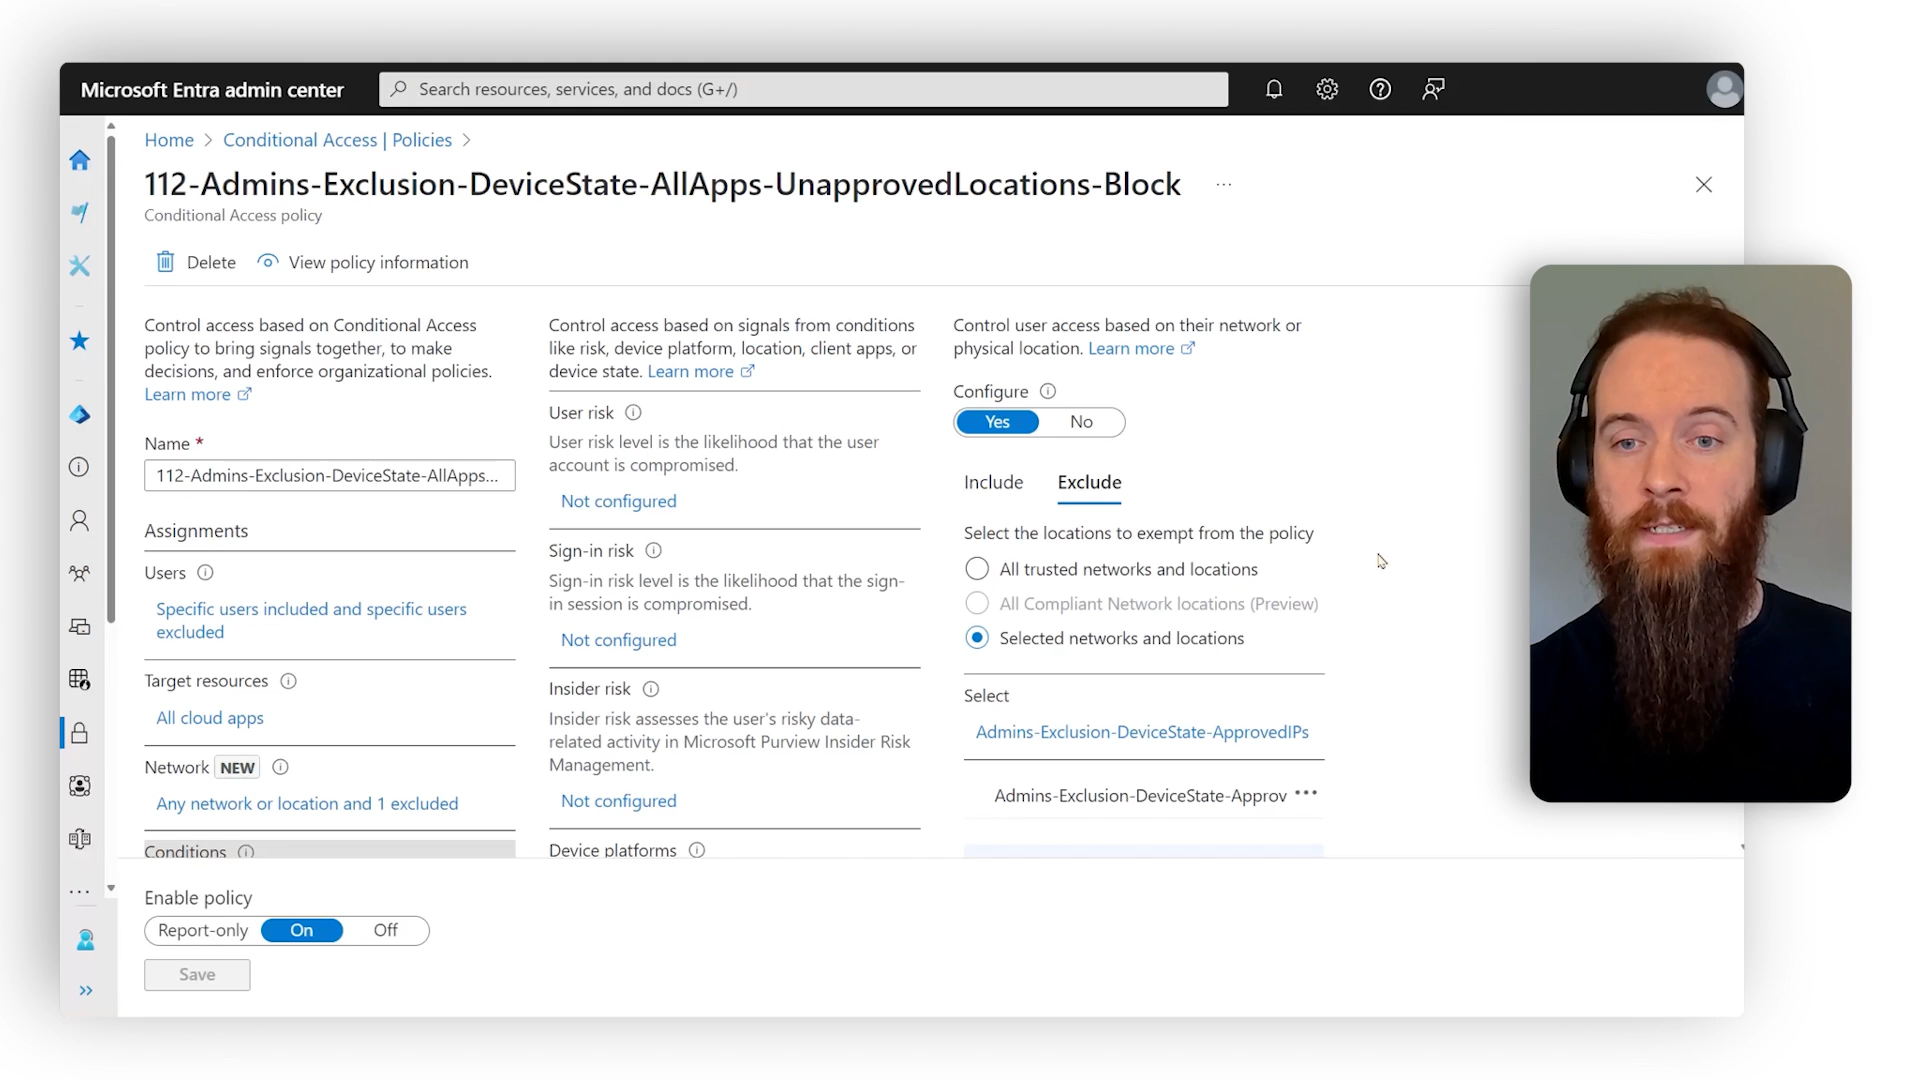 Microsoft Entra admin center
Search resources, services, and docs (G+/)
Home > Conditional Access | Policies >
112-Admins-Exclusion-DeviceState-AllApps-UnapprovedLocations-Block ...
Conditional Access policy
Delete
View policy information
Control access based on Conditional Access
policy to bring signals together, to make
decisions, and enforce organizational policies.
Learn more
Name *
112-Admins-Exclusion-DeviceState-AllApps...
Assignments
Users
Specific users included and specific users
excluded
Target resources
All cloud apps
Network NEW
Any network or location and 1 excluded
Conditions
Control access based on signals from conditions
like risk, device platform, location, client apps, or
device state. Learn more
User risk
User risk level is the likelihood that the user
account is compromised.
Not configured
Sign-in risk
Sign-in risk level is the likelihood that the sign-
in session is compromised.
Not configured
Insider risk
Insider risk assesses the user's risky data-
related activity in Microsoft Purview Insider Risk
Management.
Not configured
Device platforms
Control user access based on their network or
physical location. Learn more
Configure
Yes No
Include Exclude
Select the locations to exempt from the policy
All trusted networks and locations
All Compliant Network locations (Preview)
Selected networks and locations
Select
Admins-Exclusion-DeviceState-ApprovedIPs
Admins-Exclusion-DeviceState-Approv ...
Enable policy
Report-only On Off
Save